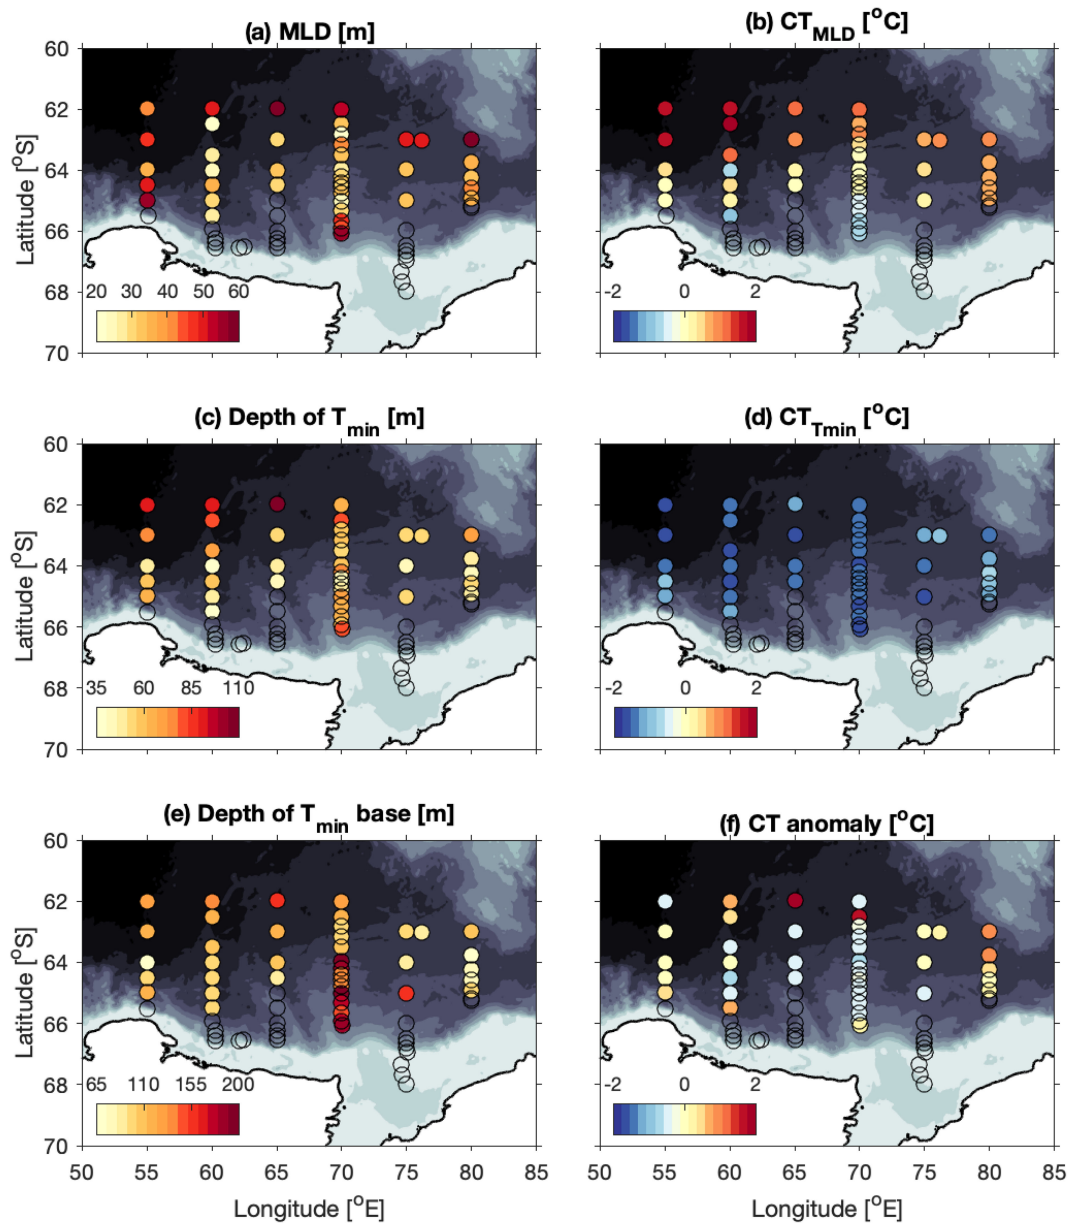 (a) MLD [m]
(b) CT_MLD [°C]
60
62
64
66
68
70
Latitude [°S]
20 30 40 50 60
-2 0 2
(c) Depth of T_min [m]
(d) CT_Tmin [°C]
60
62
64
66
68
70
Latitude [°S]
35 60 85 110
-2 0 2
(e) Depth of T_min base [m]
(f) CT anomaly [°C]
60
62
64
66
68
70
Latitude [°S]
65 110 155 200
-2 0 2
50 55 60 65 70 75 80 85
50 55 60 65 70 75 80 85
Longitude [°E]
Longitude [°E]